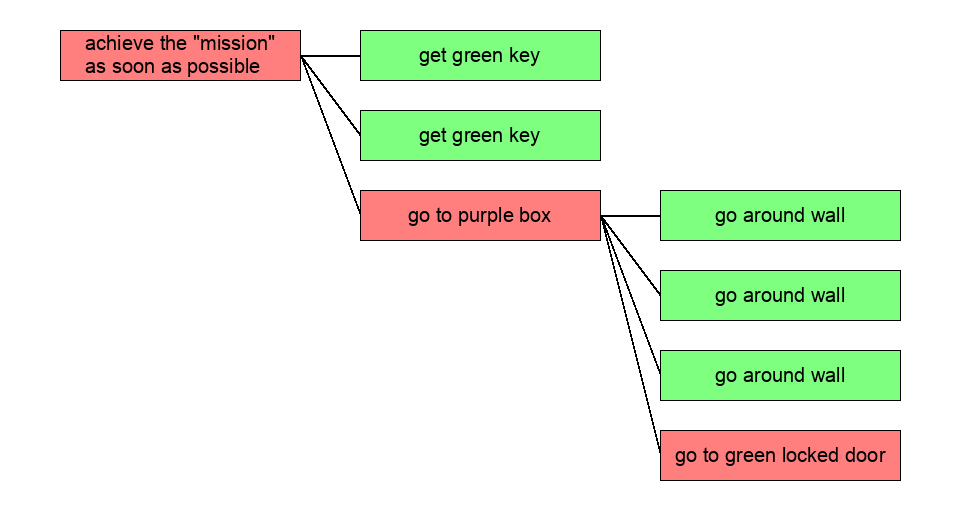 achieve the "mission"
as soon as possible
get green key
get green key
go to purple box
go around wall
go around wall
go around wall
go to green locked door